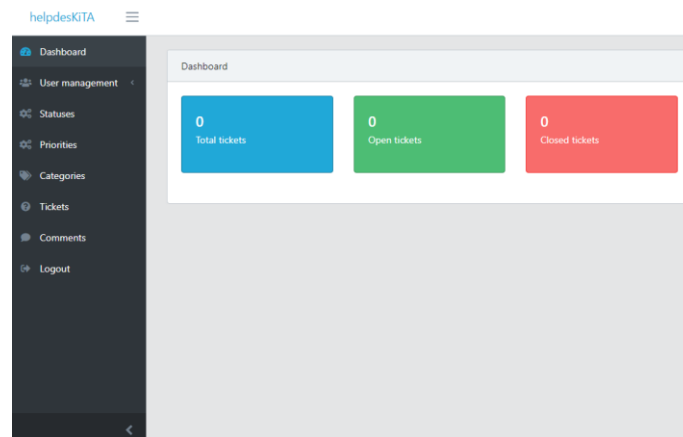 helpdesKiTA
Dashboard
User management
Statuses
Priorities
Categories
Tickets
Comments
Logout
Dashboard
0
Total tickets
0
Open tickets
0
Closed tickets